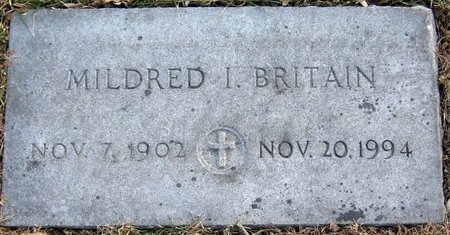 MILDRED I. BRITAIN
NOV. 7, 1902 NOV. 20, 1994